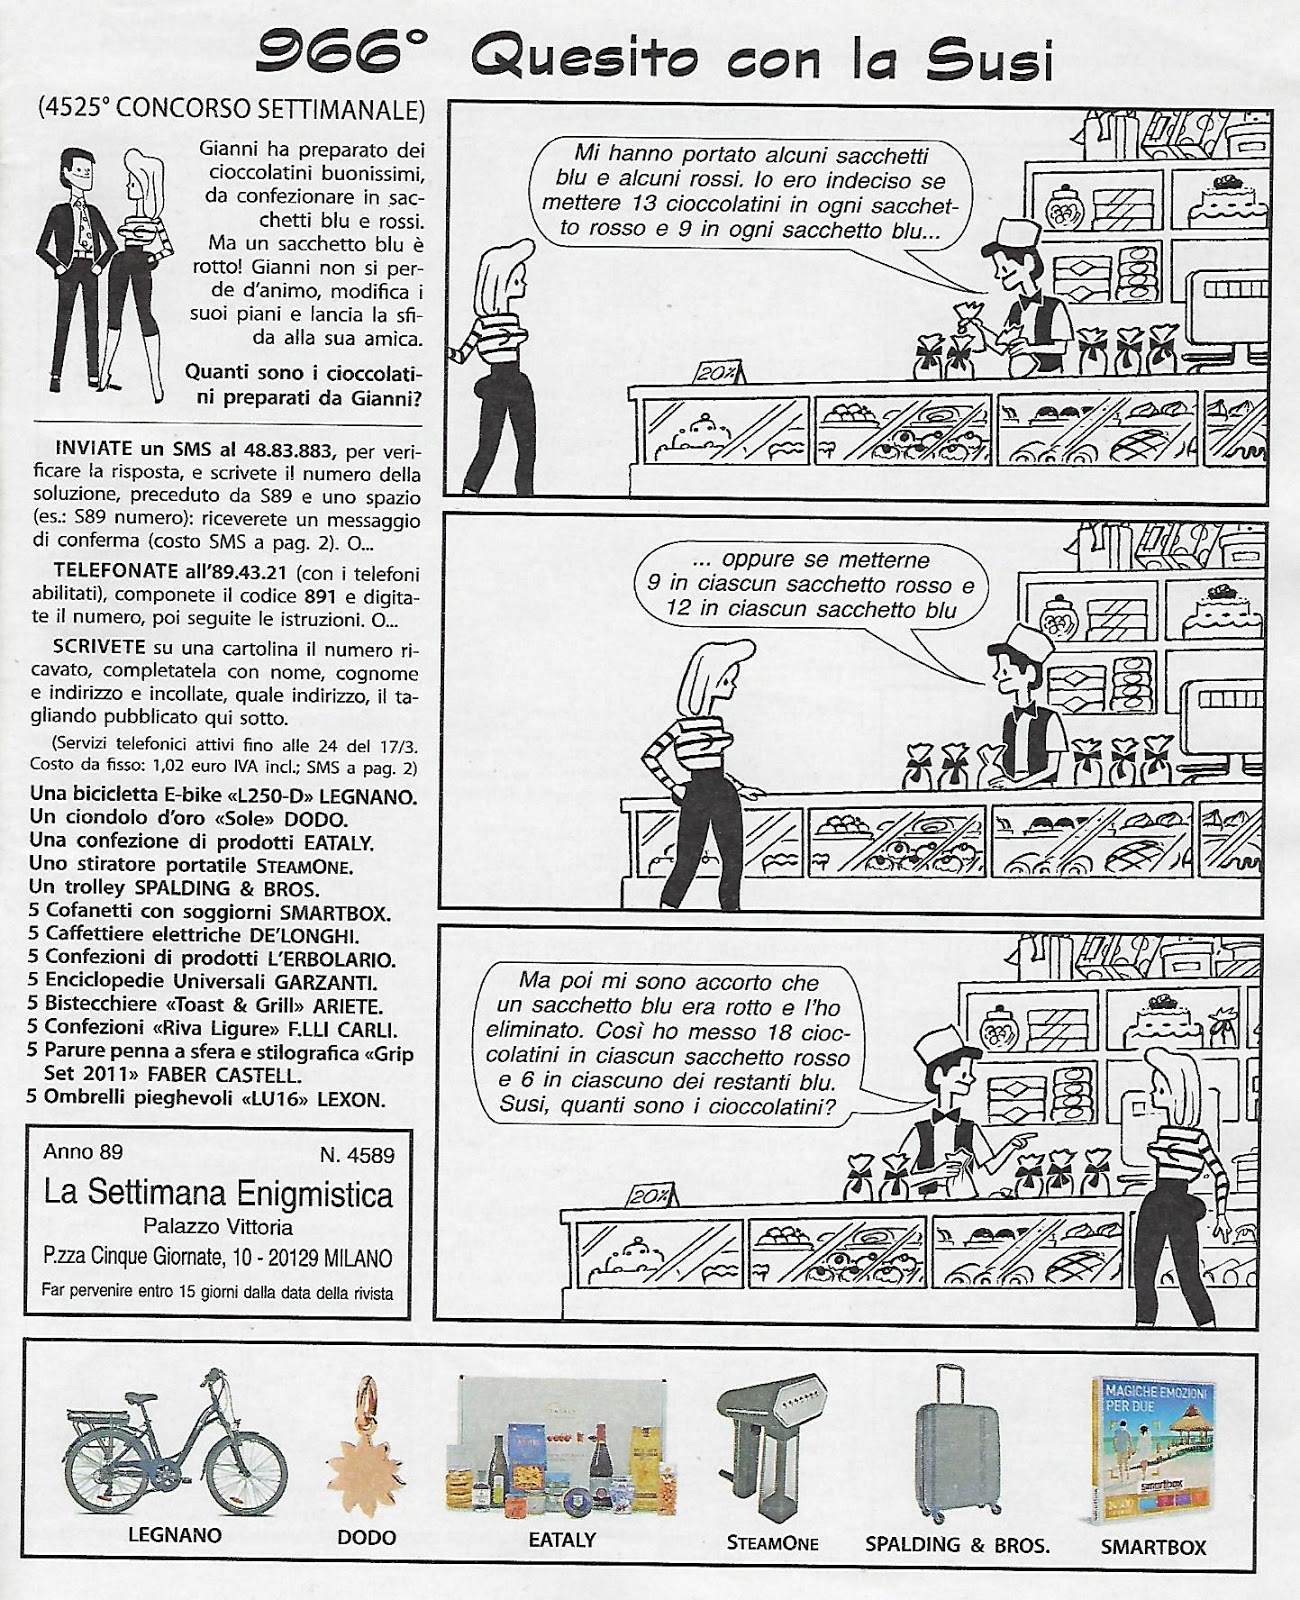 966° Quesito con la Susi
(4525° CONCORSO SETTIMANALE)
Gianni ha preparato dei
cioccolatini buonissimi,
da confezionare in sac-
chetti blu e rossi.
Ma un sacchetto blu è
rotto! Gianni non si per-
de d'animo, modifica i
suoi piani e lancia la sfi-
da alla sua amica.
Quanti sono i cioccolati-
ni preparati da Gianni?
INVIATE un SMS al 48.83.883, per veri-
ficare la risposta, e scrivete il numero della
soluzione, preceduto da S89 e uno spazio
(es.: S89 numero): riceverete un messaggio
di conferma (costo SMS a pag. 2). O...
TELEFONATE all'89.43.21 (con i telefoni
abilitati), componete il codice 891 e digita-
te il numero, poi seguite le istruzioni. O...
SCRIVETE su una cartolina il numero ri-
cavato, completatela con nome, cognome
e indirizzo e incollate, quale indirizzo, il ta-
gliando pubblicato qui sotto.
(Servizi telefonici attivi fino alle 24 del 17/3.
Costo da fisso: 1,02 euro IVA incl.; SMS a pag. 2)
Una bicicletta E-bike «L250-D» LEGNANO.
Un ciondolo d'oro «Sole» DODO.
Una confezione di prodotti EATALY.
Uno stiratore portatile STEAMONE.
Un trolley SPALDING & BROS.
5 Cofanetti con soggiorni SMARTBOX.
5 Caffettiere elettriche DE'LONGHI.
5 Confezioni di prodotti L'ERBOLARIO.
5 Enciclopedie Universali GARZANTI.
5 Bistecchiere «Toast & Grill» ARIETE.
5 Confezioni «Riva Ligure» F.LLI CARLI.
5 Parure penna a sfera e stilografica «Grip
Set 2011» FABER CASTELL.
5 Ombrelli pieghevoli «LU16» LEXON.
Anno 89 N. 4589
La Settimana Enigmistica
Palazzo Vittoria
P.zza Cinque Giornate, 10 - 20129 MILANO
Far pervenire entro 15 giorni dalla data della rivista
Mi hanno portato alcuni sacchetti
blu e alcuni rossi. Io ero indeciso se
mettere 13 cioccolatini in ogni sacchet-
to rosso e 9 in ogni sacchetto blu...
20%
... oppure se metterne
9 in ciascun sacchetto rosso e
12 in ciascun sacchetto blu
Ma poi mi sono accorto che
un sacchetto blu era rotto e l'ho
eliminato. Così ho messo 18 cioc-
colatini in ciascun sacchetto rosso
e 6 in ciascuno dei restanti blu.
Susi, quanti sono i cioccolatini?
20%
EATALY
MAGICHE EMOZIONI
PER DUE
smartbox
LEGNANO
DODO
EATALY
STEAMONE
SPALDING & BROS.
SMARTBOX